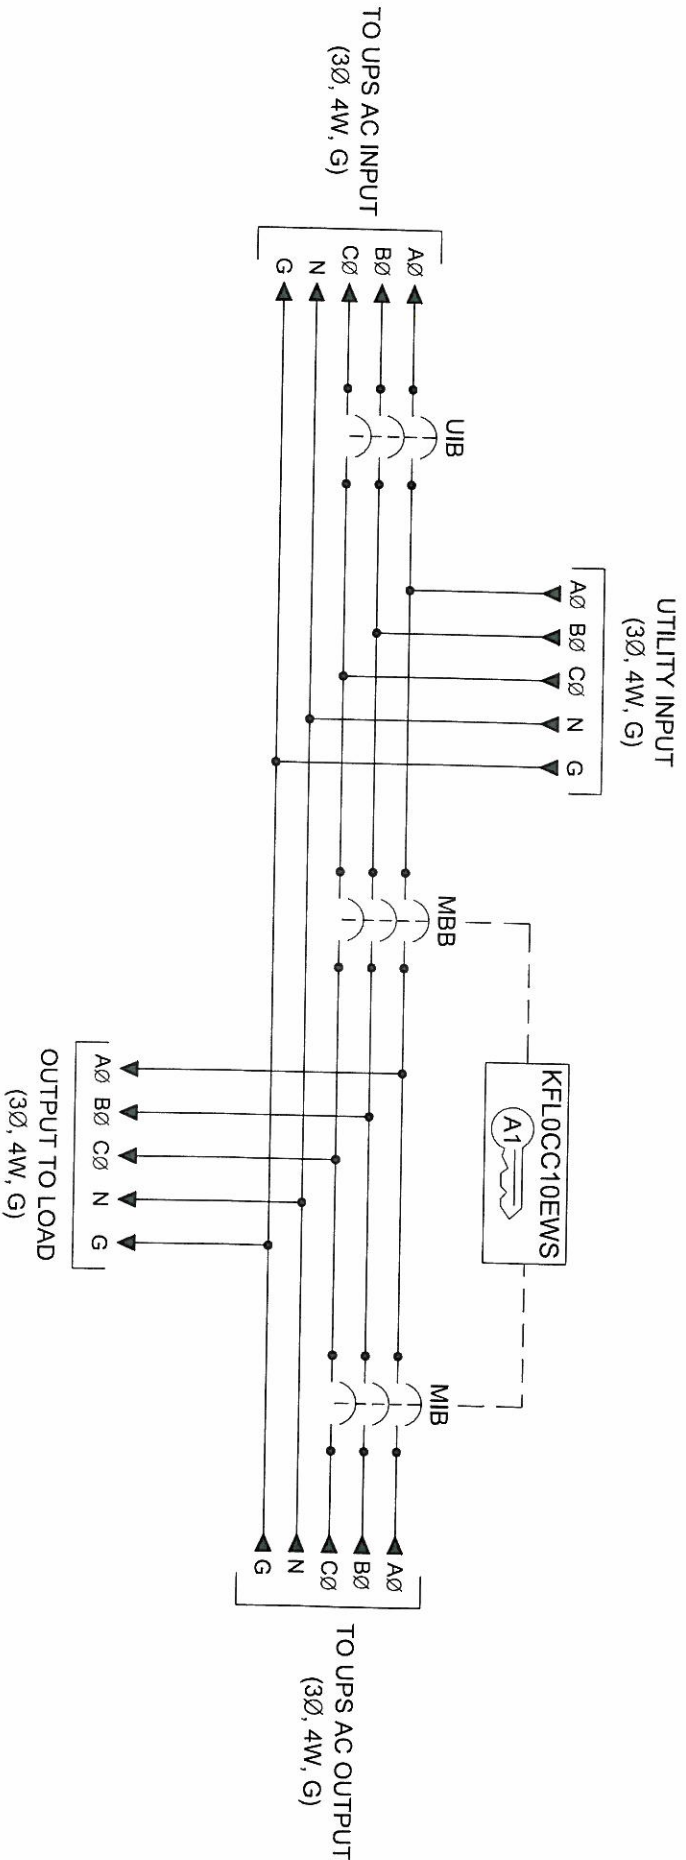 UTILITY INPUT
(3Ø, 4W, G)
AØ BØ CØ N G
KFL0CC10EWS
A1
UIB
MBB
MIB
TO UPS AC INPUT
(3Ø, 4W, G)
AØ
BØ
CØ
N
G
AØ
BØ
CØ
N
G
TO UPS AC OUTPUT
(3Ø, 4W, G)
AØ BØ CØ N G
OUTPUT TO LOAD
(3Ø, 4W, G)